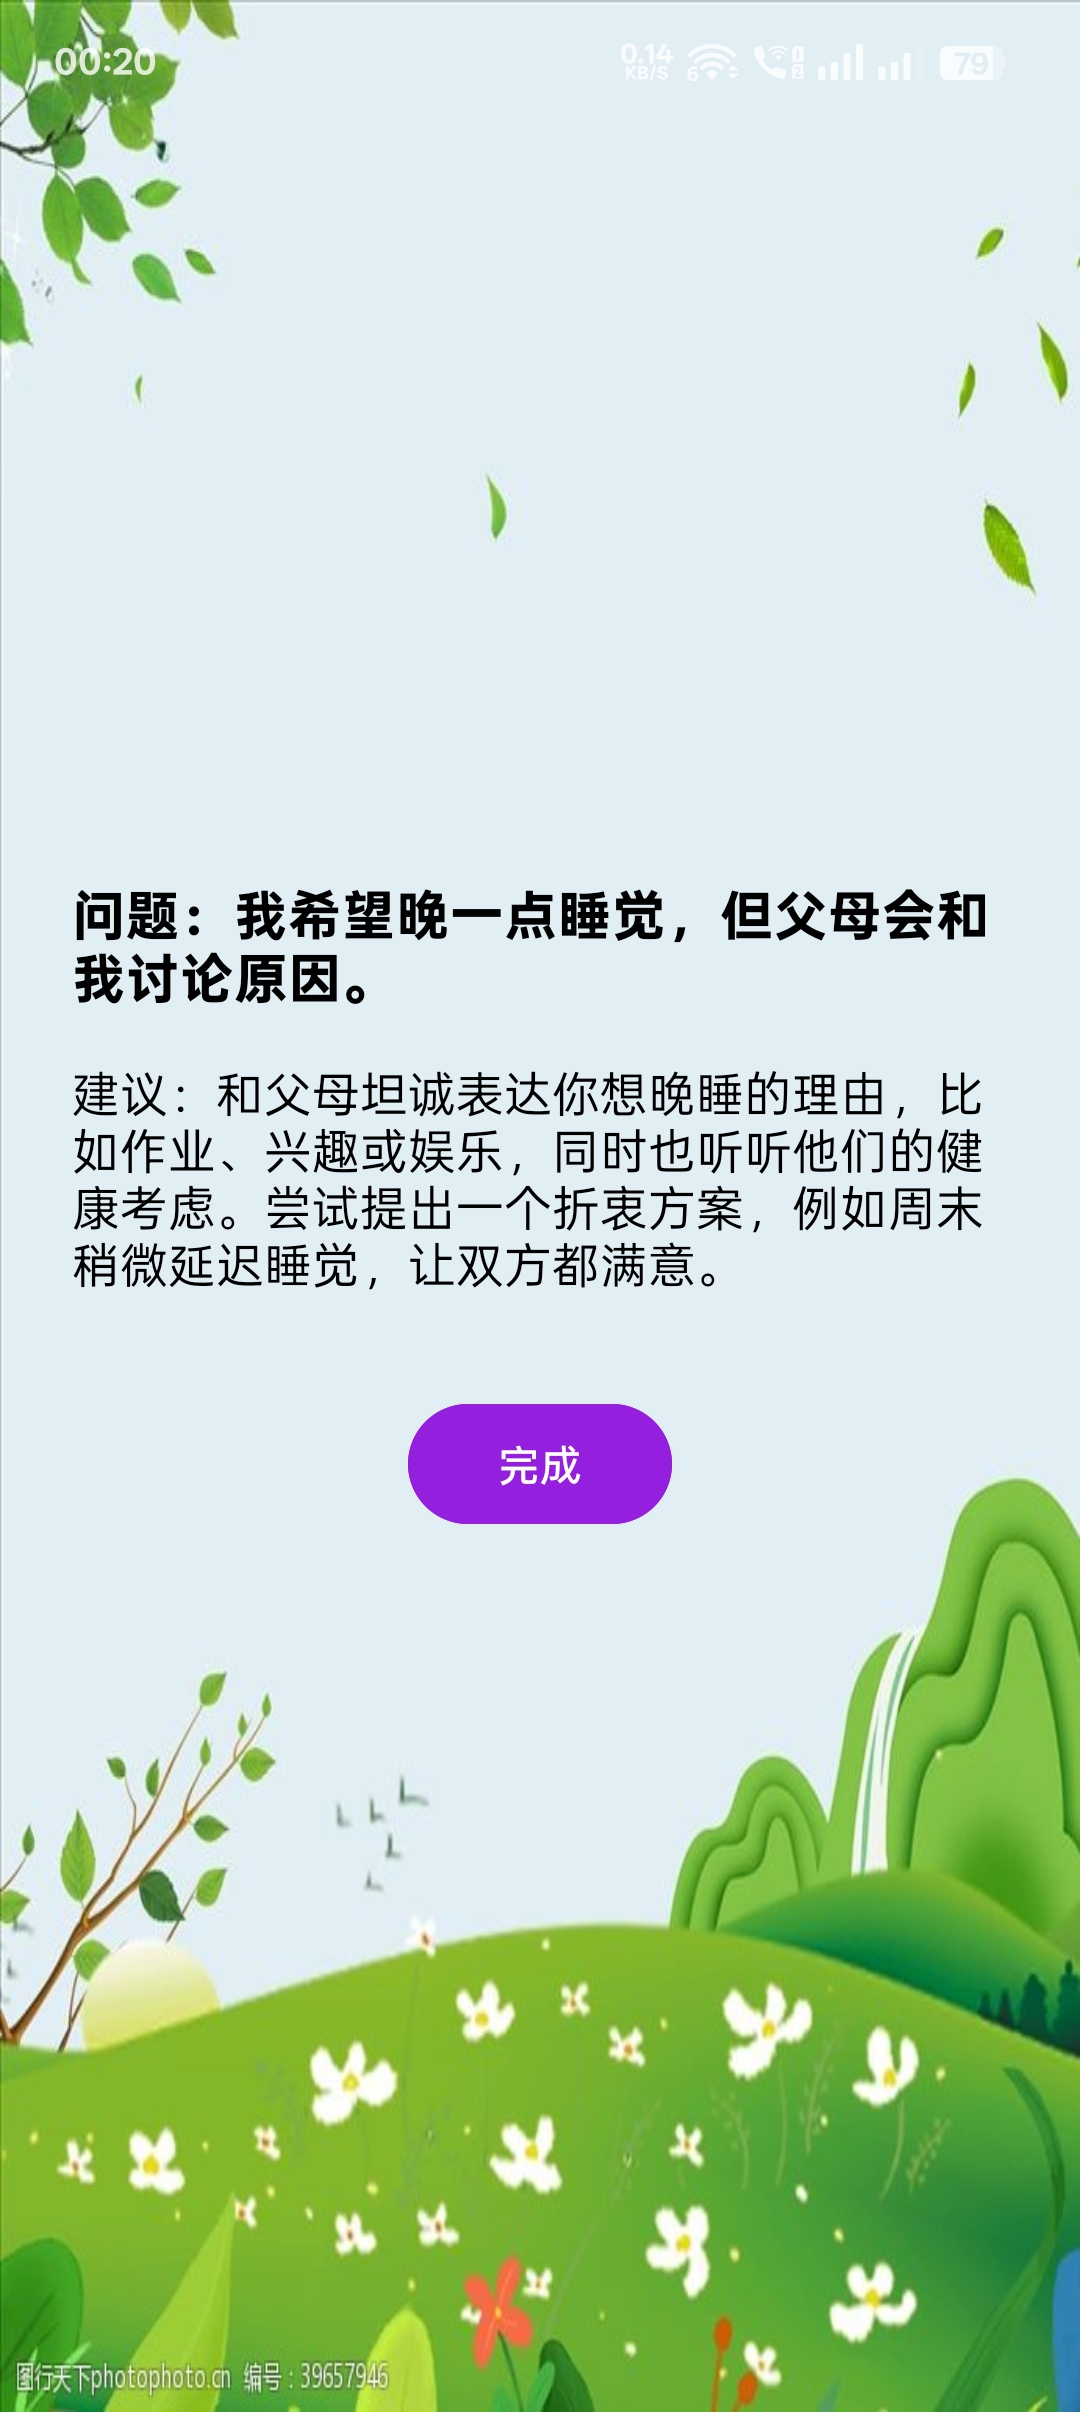 00:20
0.14
KB/S
6
1
2
79
问题：我希望晚一点睡觉，但父母会和
我讨论原因。
建议：和父母坦诚表达你想晚睡的理由，比
如作业、兴趣或娱乐，同时也听听他们的健
康考虑。尝试提出一个折衷方案，例如周末
稍微延迟睡觉，让双方都满意。
完成
图行天下photophoto.cn 编号：39657946